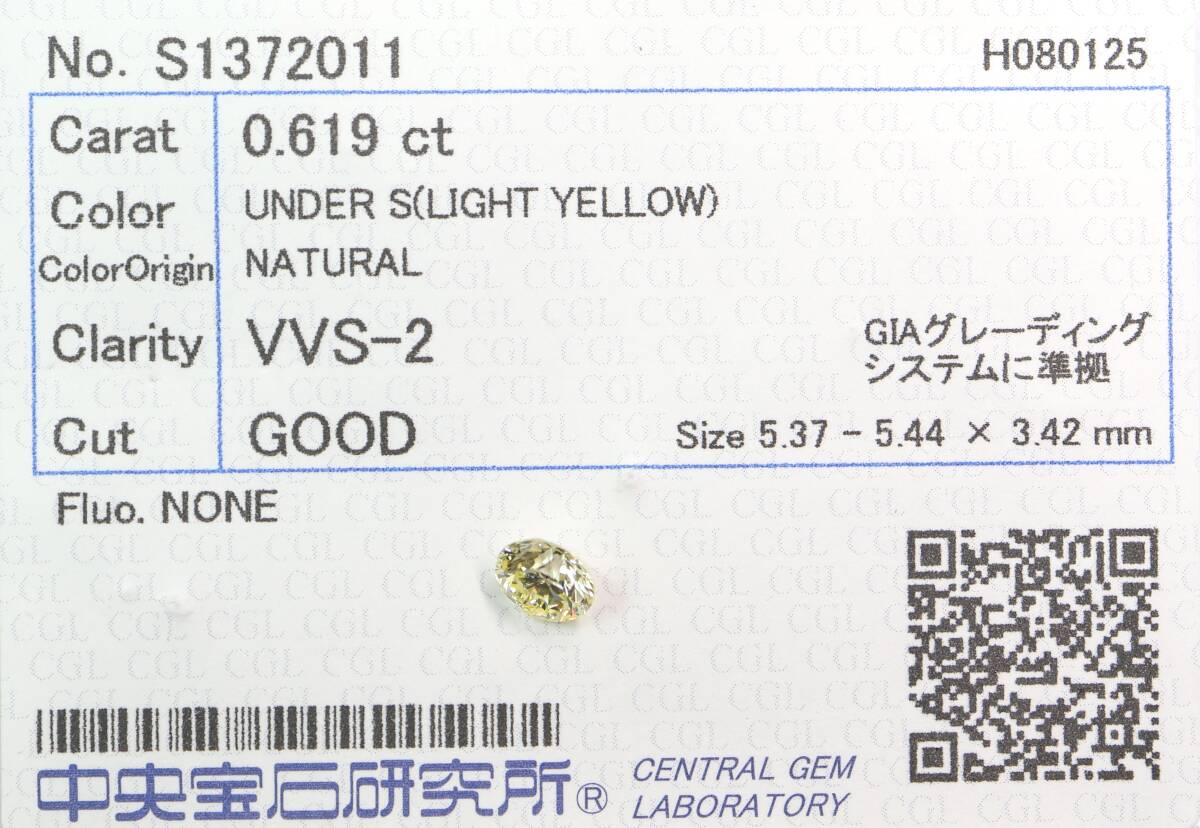 No. S1372011
H080125
Carat 0.619 ct
Color UNDER S(LIGHT YELLOW)
ColorOrigin NATURAL
Clarity VVS-2
GIAグレーディング
システムに準拠
Cut GOOD
Size 5.37 - 5.44 × 3.42 mm
Fluo. NONE
中央宝石研究所®
CENTRAL GEM
LABORATORY